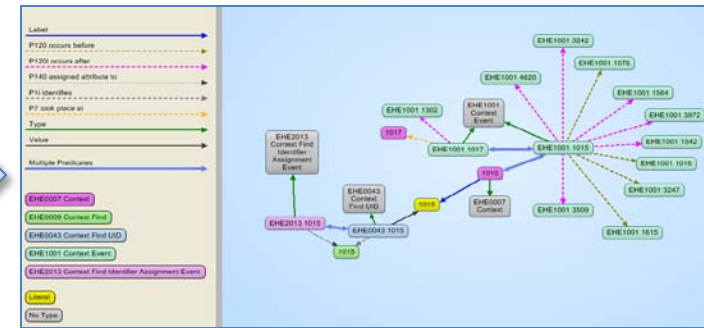 Label
P120 occurs before
P120i occurs after
P140 assigned attribute to
P1i identifies
P7 took place at
Type
Value
Multiple Predicates
EHE0007 Context
EHE0009 Context Find
EHE0043 Context Find UID
EHE1001 Context Event
EHE2013 Context Find Identifier Assignment Event
Literal
No Type
EHE1001 3242
EHE1001 1576
EHE1001 4620
EHE1001 1564
EHE1001 1302
EHE1001
Context
Event
EHE1001 3972
1017
EHE1001 1542
EHE2013
Context Find
Identifier
Assignment
Event
EHE1001 1017
EHE1001 1015
EHE1001 1016
1015
EHE1001 3247
EHE0043
Context
Find UID
1015
EHE0007
Context
EHE1001 3509
EHE2013 1015
EHE0043 1015
EHE1001 1615
1015